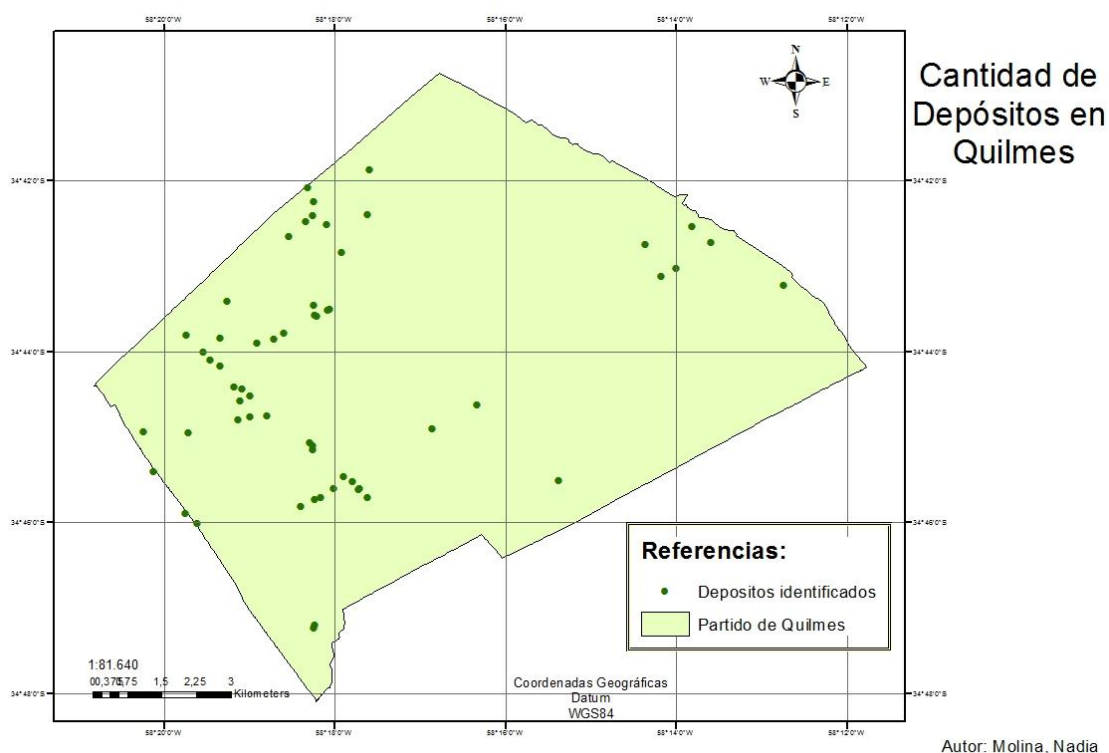 58°20'0"W 58°18'0"W 58°16'0"W 58°14'0"W 58°12'0"W
Cantidad de
Depósitos en
Quilmes
N
W E
S
34°42'0"S 34°42'0"S
34°44'0"S 34°44'0"S
34°46'0"S 34°46'0"S
Referencias:
Depositos identificados
Partido de Quilmes
1:81.640
00,375 0,75 1,5 2,25 3
Kilometers
Coordenadas Geográficas
Datum
WGS84
34°48'0"S 34°48'0"S
58°20'0"W 58°18'0"W 58°16'0"W 58°14'0"W 58°12'0"W
Autor: Molina, Nadia